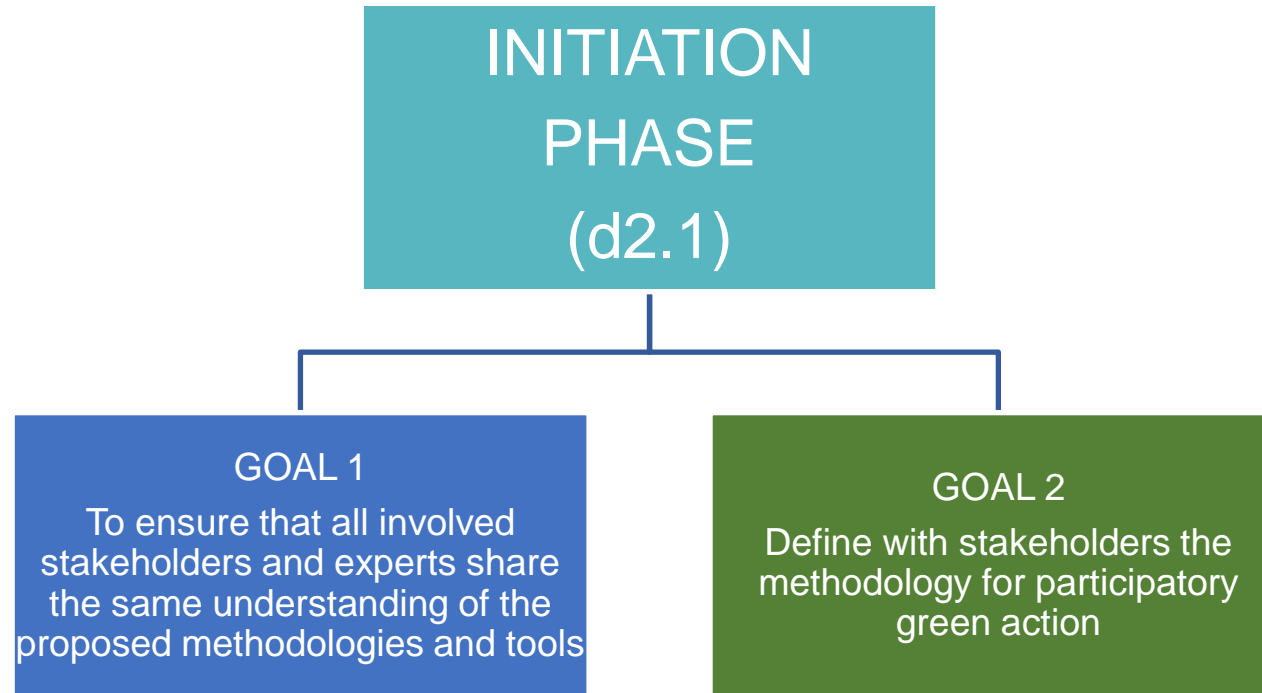 INITIATION
PHASE
(d2.1)
GOAL 1
To ensure that all involved
stakeholders and experts share
the same understanding of the
proposed methodologies and tools
GOAL 2
Define with stakeholders the
methodology for participatory
green action